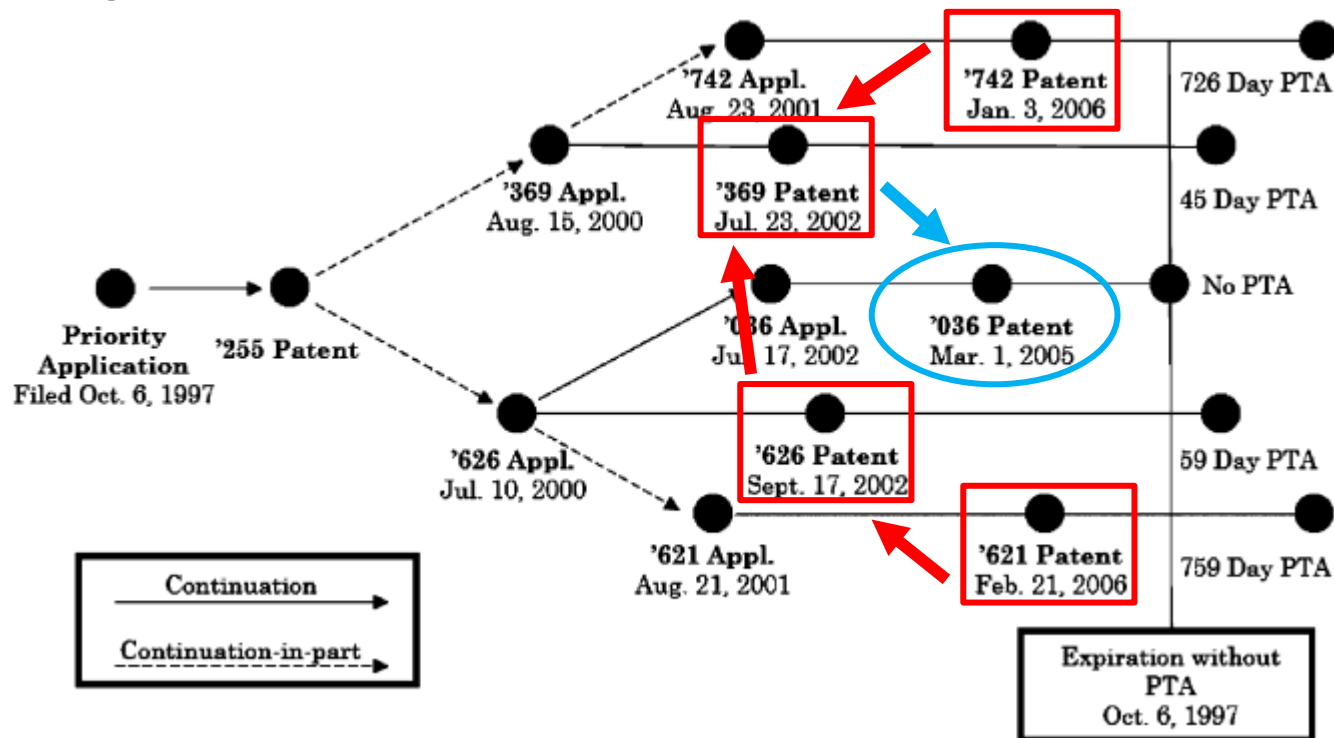 '742 Appl.
Aug. 23, 2001
'742 Patent
Jan. 3, 2006
726 Day PTA
'369 Appl.
Aug. 15, 2000
'369 Patent
Jul. 23, 2002
45 Day PTA
Priority
Application
Filed Oct. 6, 1997
'255 Patent
'036 Appl.
Jul. 17, 2002
'036 Patent
Mar. 1, 2005
No PTA
'626 Appl.
Jul. 10, 2000
'626 Patent
Sept. 17, 2002
59 Day PTA
'621 Appl.
Aug. 21, 2001
'621 Patent
Feb. 21, 2006
759 Day PTA
Continuation
Continuation-in-part
Expiration without
PTA
Oct. 6, 1997